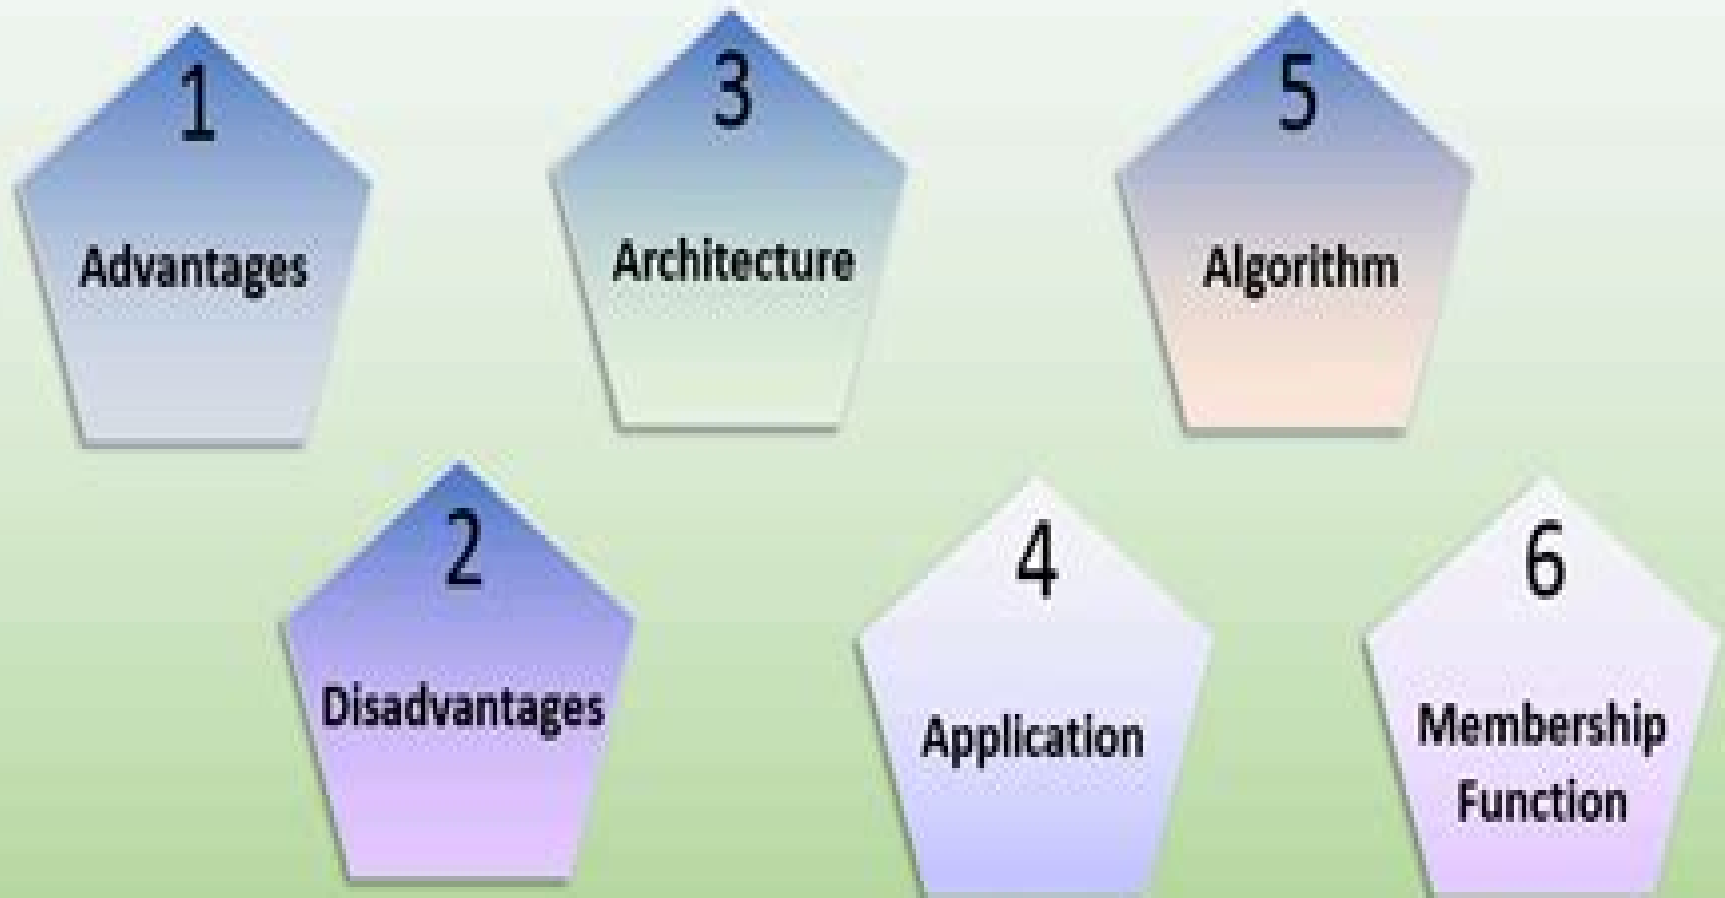 1
Advantages
2
Disadvantages
3
Architecture
4
Application
5
Algorithm
6
Membership
Function